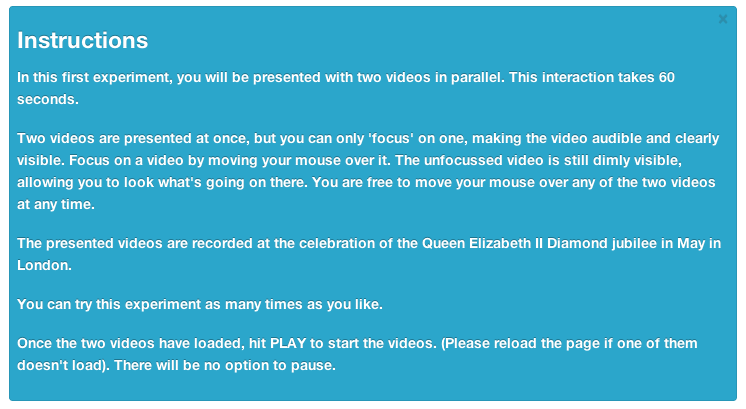 ×
Instructions
In this first experiment, you will be presented with two videos in parallel. This interaction takes 60
seconds.
Two videos are presented at once, but you can only 'focus' on one, making the video audible and clearly
visible. Focus on a video by moving your mouse over it. The unfocussed video is still dimly visible,
allowing you to look what's going on there. You are free to move your mouse over any of the two videos
at any time.
The presented videos are recorded at the celebration of the Queen Elizabeth II Diamond jubilee in May in
London.
You can try this experiment as many times as you like.
Once the two videos have loaded, hit PLAY to start the videos. (Please reload the page if one of them
doesn't load). There will be no option to pause.